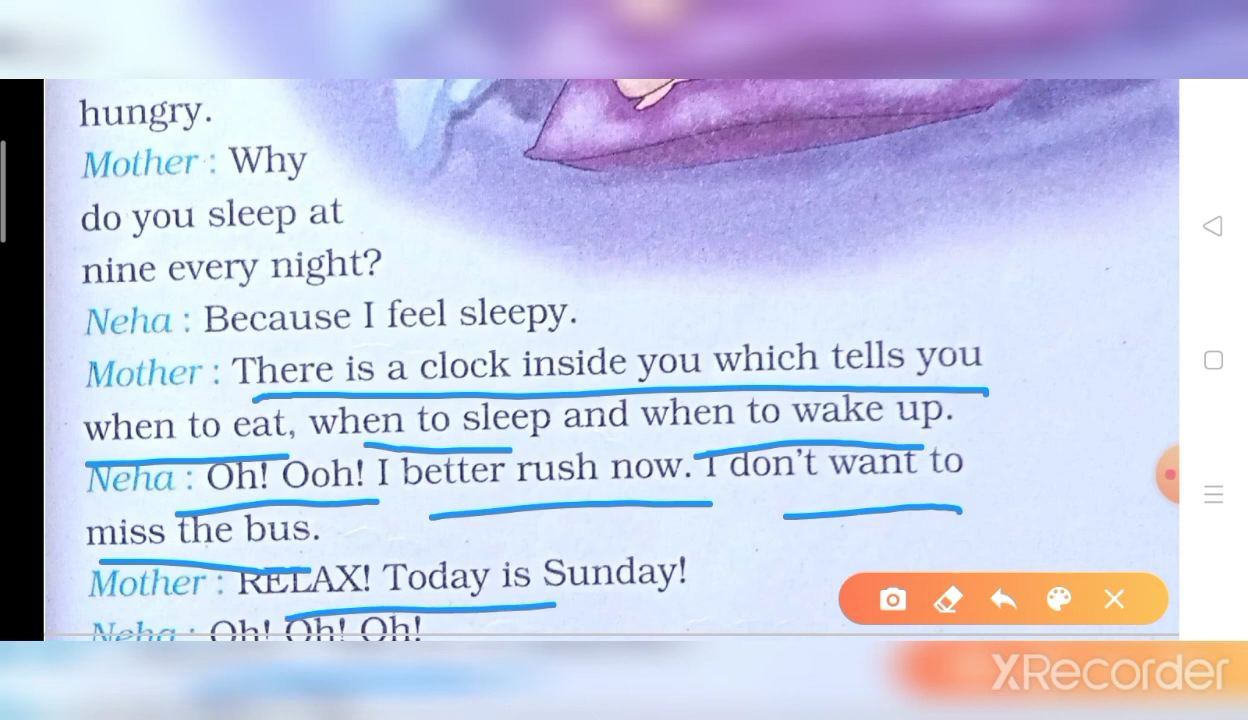 hungry.
Mother : Why
do you sleep at
nine every night?
Neha : Because I feel sleepy.
Mother : There is a clock inside you which tells you
when to eat, when to sleep and when to wake up.
Neha : Oh! Ooh! I better rush now. I don't want to
miss the bus.
Mother : RELAX! Today is Sunday!
Neha : Oh! Oh! Oh!
XRecorder